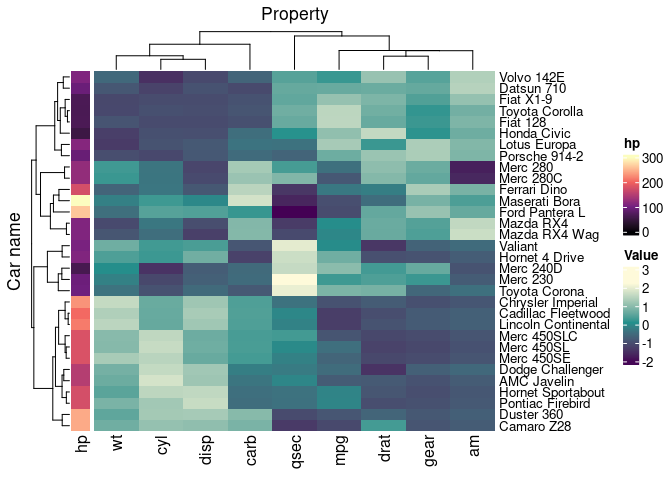 Property
Car name
Volvo 142E
Datsun 710
Fiat X1-9
Toyota Corolla
Fiat 128
Honda Civic
Lotus Europa
Porsche 914-2
Merc 280
Merc 280C
Ferrari Dino
Maserati Bora
Ford Pantera L
Mazda RX4
Mazda RX4 Wag
Valiant
Hornet 4 Drive
Merc 240D
Merc 230
Toyota Corona
Chrysler Imperial
Cadillac Fleetwood
Lincoln Continental
Merc 450SLC
Merc 450SL
Merc 450SE
Dodge Challenger
AMC Javelin
Hornet Sportabout
Pontiac Firebird
Duster 360
Camaro Z28
hp wt cyl disp carb qsec mpg drat gear am
hp
300
200
100
0
Value
3
2
1
0
-1
-2